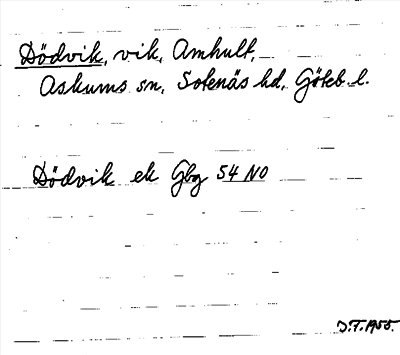 Dödvik, vik, Amhult,
Askums sn, Sotenäs hd, Göteb. l.
Dödvik ek Gbg 54 NO
D.T. 1955.